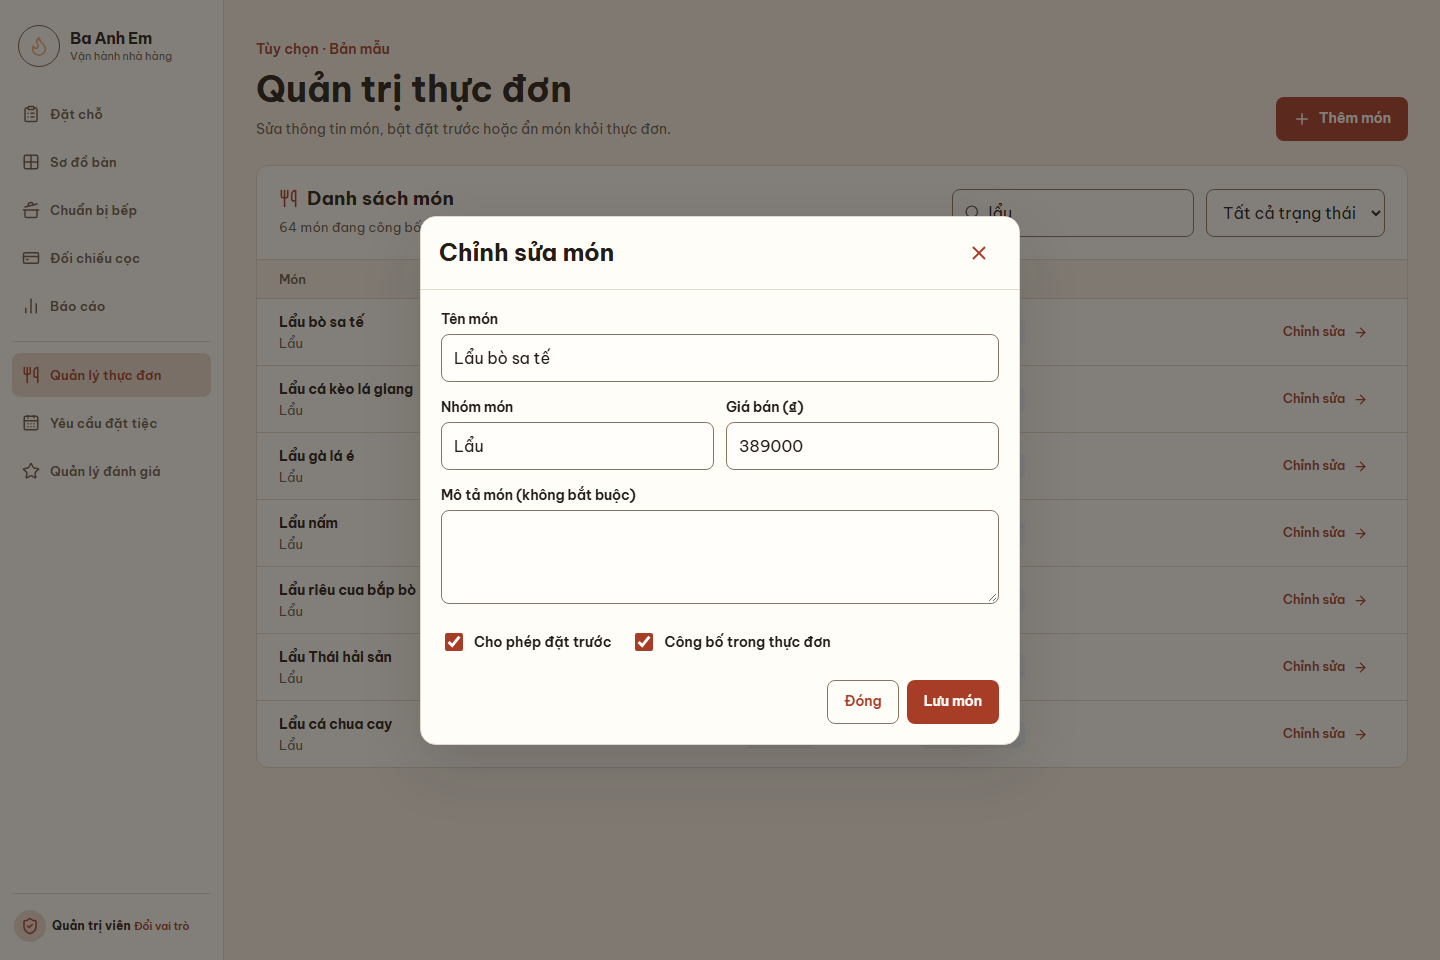 Ba Anh Em
Vận hành nhà hàng
Đặt chỗ
Sơ đồ bàn
Chuẩn bị bếp
Đối chiếu cọc
Báo cáo
Quản lý thực đơn
Yêu cầu đặt tiệc
Quản lý đánh giá
Quản trị viên Đổi vai trò
Tùy chọn · Bản mẫu
Quản trị thực đơn
Sửa thông tin món, bật đặt trước hoặc ẩn món khỏi thực đơn.
Thêm món
Danh sách món
64 món đang công bố
lẩu
Tất cả trạng thái
Món
Lẩu bò sa tế
Lẩu
Chỉnh sửa
Lẩu cá kèo lá giang
Lẩu
Chỉnh sửa
Lẩu gà lá é
Lẩu
Chỉnh sửa
Lẩu nấm
Lẩu
Chỉnh sửa
Lẩu riêu cua bắp bò
Lẩu
Chỉnh sửa
Lẩu Thái hải sản
Lẩu
Chỉnh sửa
Lẩu cá chua cay
Lẩu
Chỉnh sửa
Chỉnh sửa món
Tên món
Lẩu bò sa tế
Nhóm món
Giá bán (₫)
Lẩu
389000
Mô tả món (không bắt buộc)
Cho phép đặt trước
Công bố trong thực đơn
Đóng
Lưu món